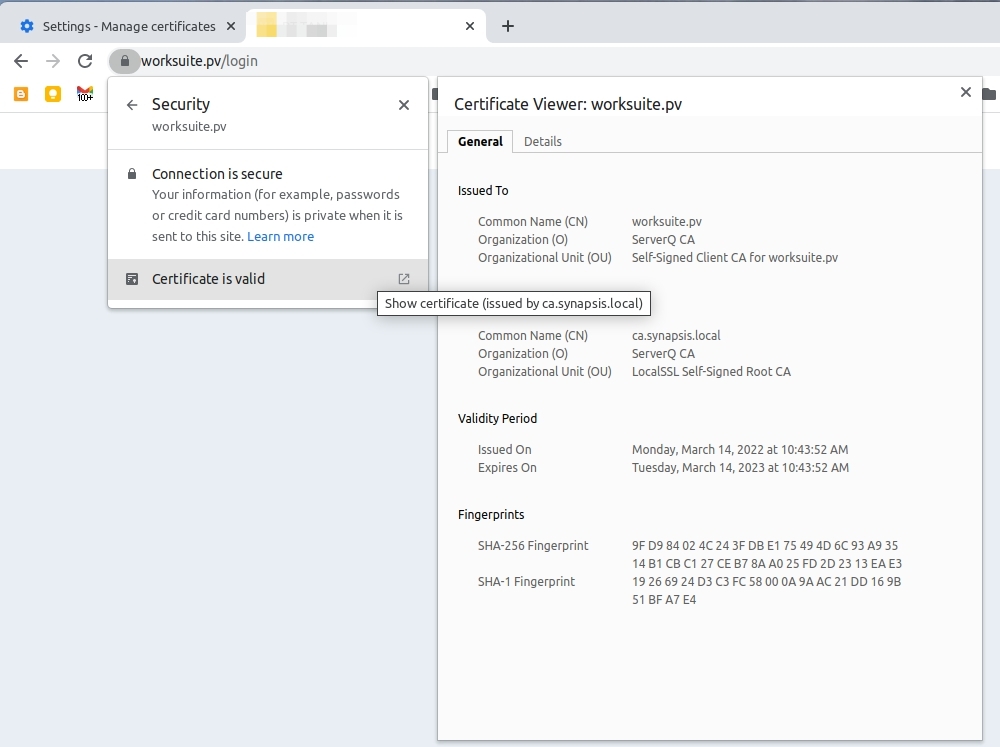 Settings - Manage certificates
worksuite.pv/login
100+
Security
worksuite.pv
Connection is secure
Your information (for example, passwords
or credit card numbers) is private when it is
sent to this site. Learn more
Certificate is valid
Show certificate (issued by ca.synapsis.local)
Certificate Viewer: worksuite.pv
General Details
Issued To
Common Name (CN) worksuite.pv
Organization (O) ServerQ CA
Organizational Unit (OU) Self-Signed Client CA for worksuite.pv
Common Name (CN) ca.synapsis.local
Organization (O) ServerQ CA
Organizational Unit (OU) LocalSSL Self-Signed Root CA
Validity Period
Issued On Monday, March 14, 2022 at 10:43:52 AM
Expires On Tuesday, March 14, 2023 at 10:43:52 AM
Fingerprints
SHA-256 Fingerprint 9F D9 84 02 4C 24 3F DB E1 75 49 4D 6C 93 A9 35
14 B1 CB C1 27 CE B7 8A A0 25 FD 2D 23 13 EA E3
SHA-1 Fingerprint 19 26 69 24 D3 C3 FC 58 00 0A 9A AC 21 DD 16 9B
51 BF A7 E4